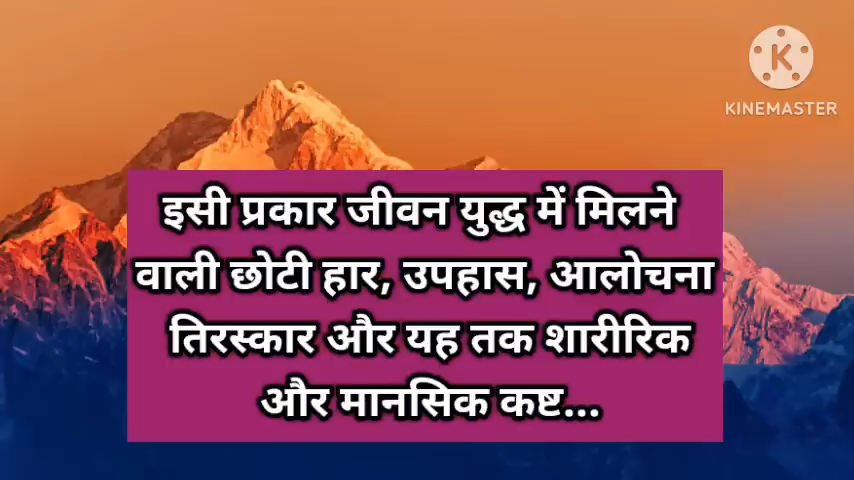 KINEMASTER
इसी प्रकार जीवन युद्ध में मिलने
वाली छोटी हार, उपहास, आलोचना
तिरस्कार और यह तक शारीरिक
और मानसिक कष्ट...